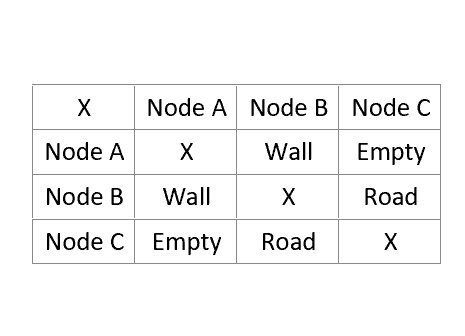 X Node A Node B Node C
Node A X Wall Empty
Node B Wall X Road
Node C Empty Road X